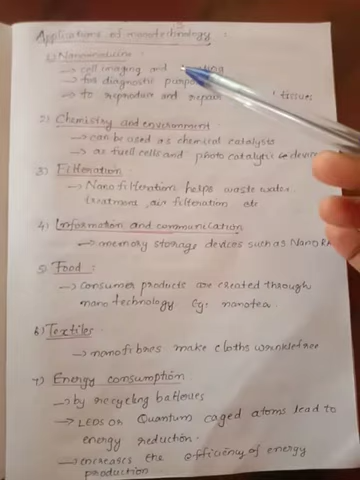 Applications of nanotechnology :
1) Nanomedicine :
→ cell imaging and
→ for diagnostic
→ to reproduce and repair tissues
2) Chemistry and environment
→ can be used as chemical catalysts
→ as fuel cells and photo catalytic devices
3) Filteration :
→ Nanofilteration helps waste water
treatment, air filteration etc
4) Information and communication
→ memory storage devices such as Nano RA
5) Food :
→ consumer products are created through
nano technology Eg: nanotea.
6) Textiles
→ nanofibres make cloths wrinklefree
7) Energy consumption
→ by recycling batteries
→ LEDs or Quantum caged atoms lead to
energy reduction.
→ increases the efficiency of energy
production